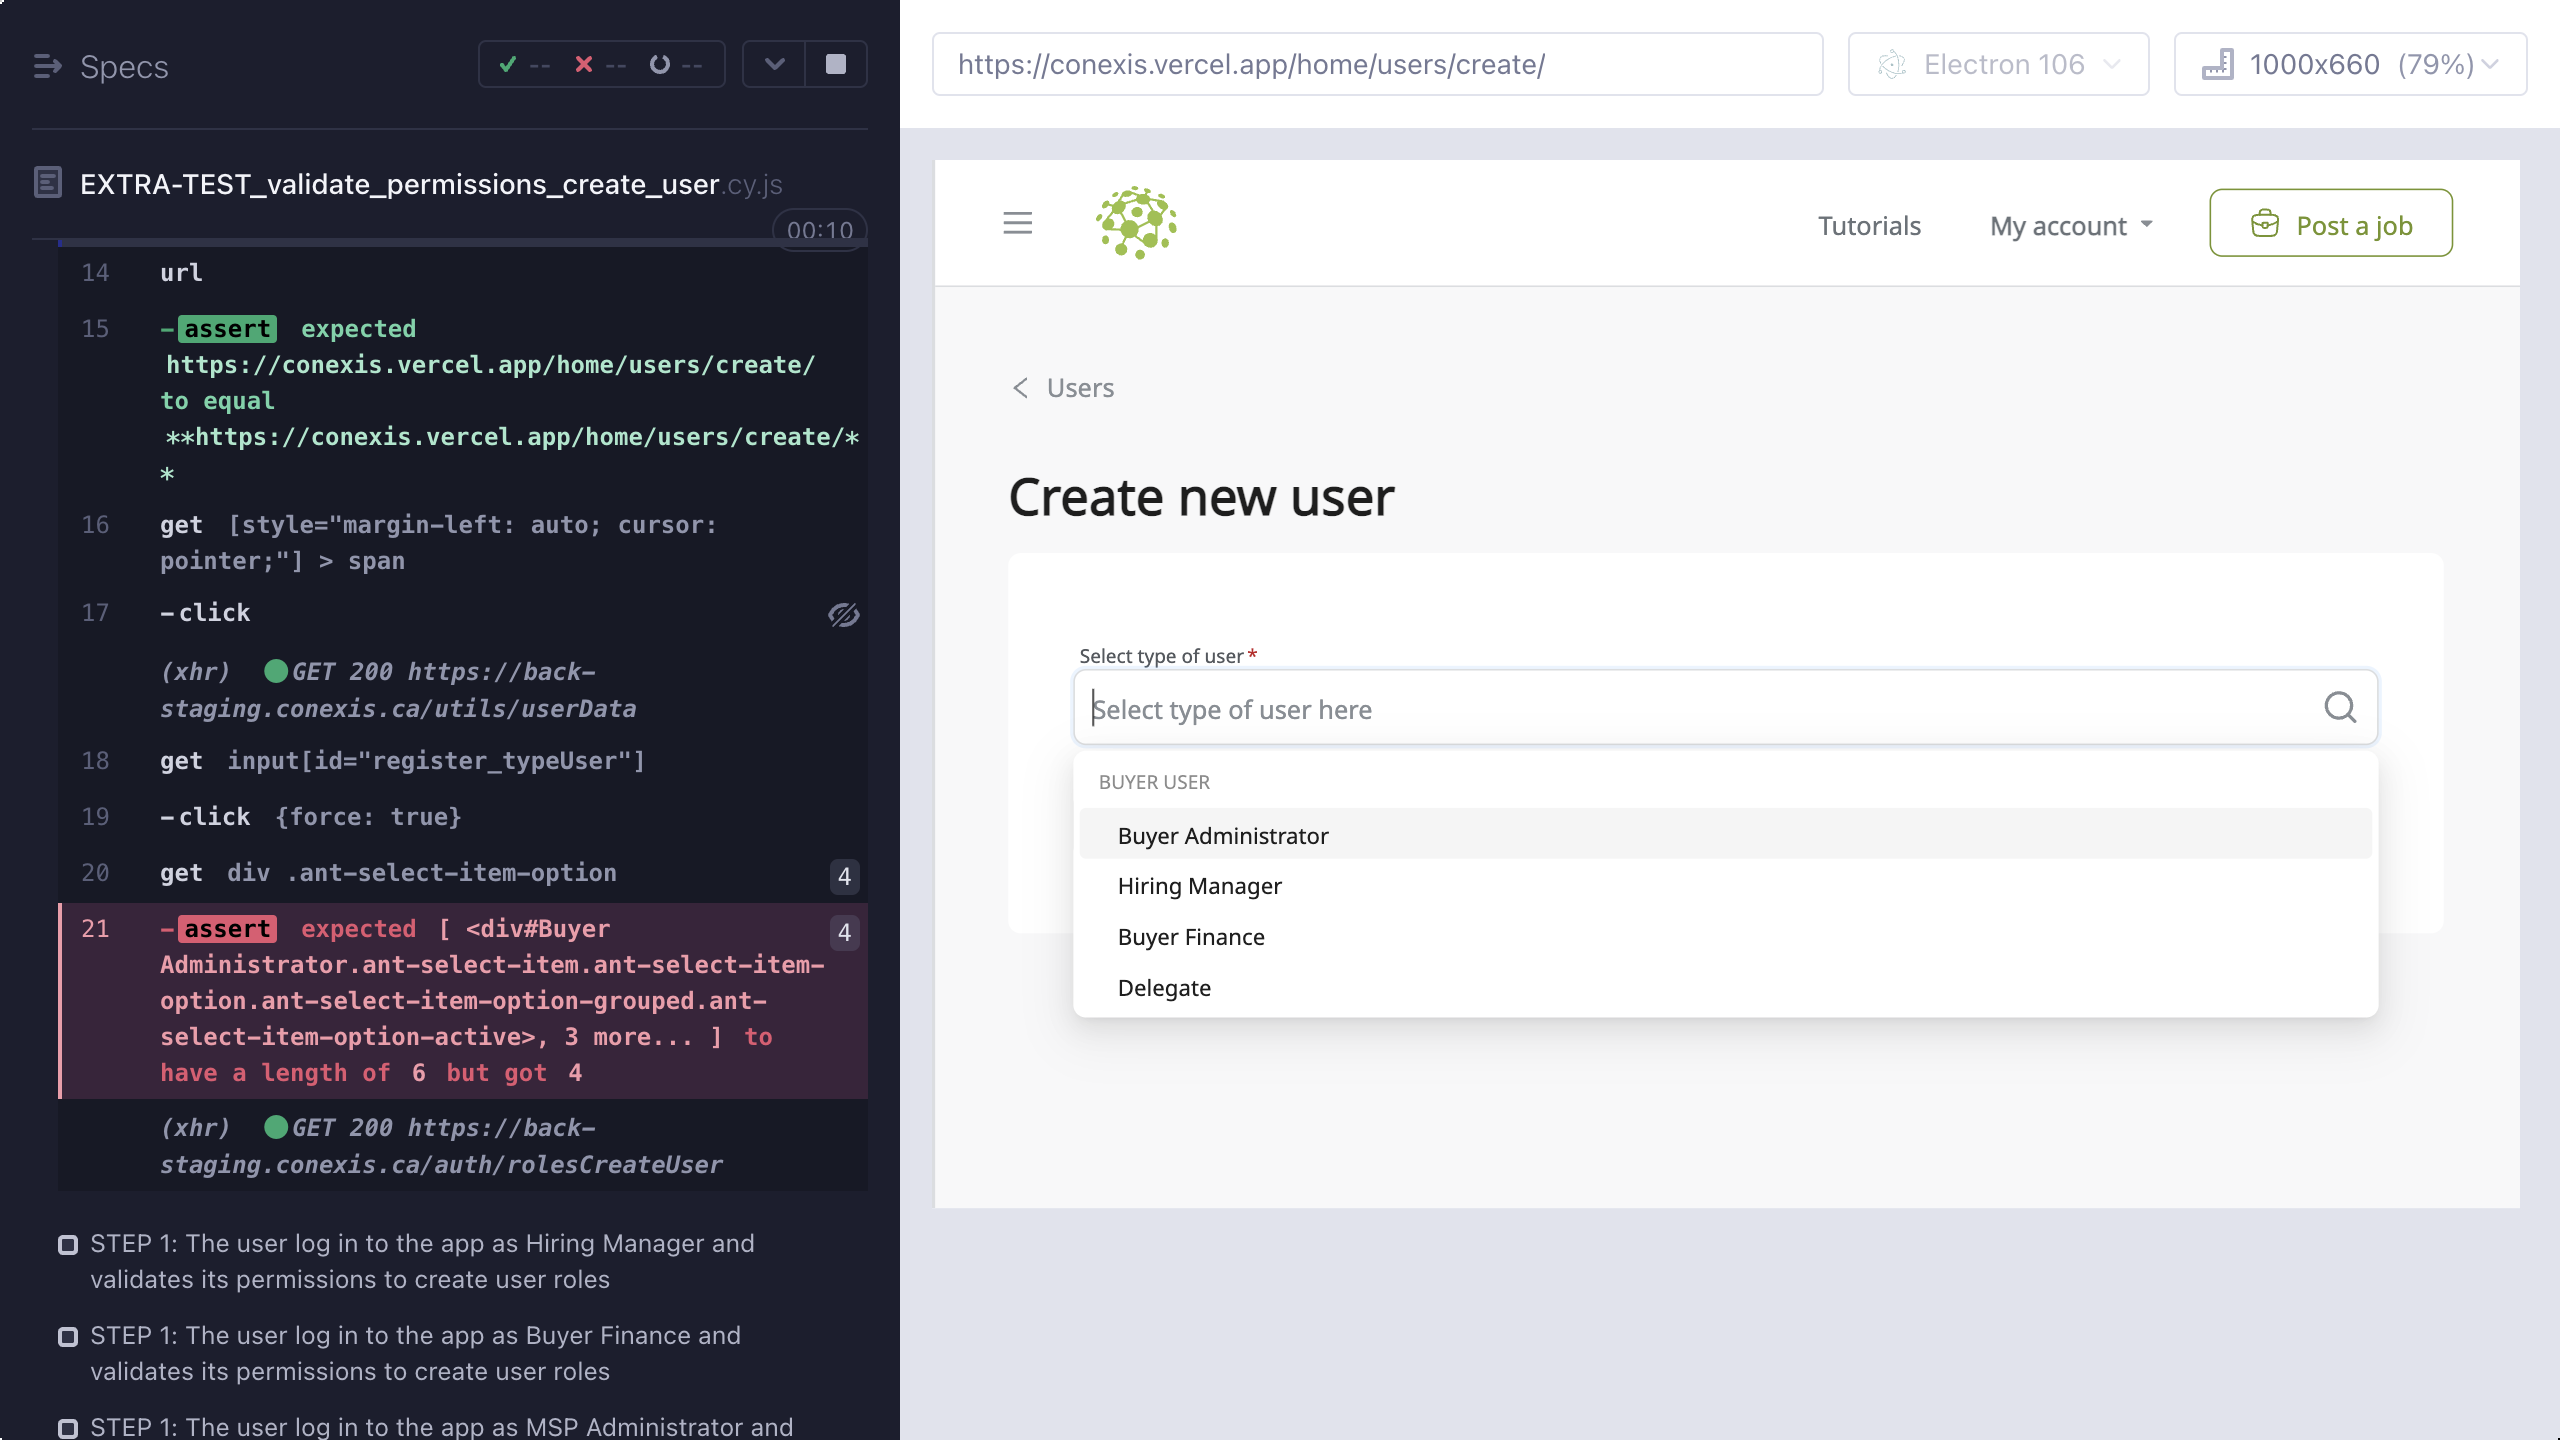 Specs
-- -- --
EXTRA-TEST_validate_permissions_create_user.cy.js
00:10
14 url
15 -assert expected
https://conexis.vercel.app/home/users/create/
to equal
**https://conexis.vercel.app/home/users/create/*
*
16 get [style="margin-left: auto; cursor:
pointer;"] > span
17 -click
(xhr) GET 200 https://back-
staging.conexis.ca/utils/userData
18 get input[id="register_typeUser"]
19 -click {force: true}
20 get div .ant-select-item-option 4
21 -assert expected [ <div#Buyer 4
Administrator.ant-select-item.ant-select-item-
option.ant-select-item-option-grouped.ant-
select-item-option-active>, 3 more... ] to
have a length of 6 but got 4
(xhr) GET 200 https://back-
staging.conexis.ca/auth/rolesCreateUser
STEP 1: The user log in to the app as Hiring Manager and
validates its permissions to create user roles
STEP 1: The user log in to the app as Buyer Finance and
validates its permissions to create user roles
STEP 1: The user log in to the app as MSP Administrator and
https://conexis.vercel.app/home/users/create/
Electron 106
1000x660 (79%)
Tutorials
My account
Post a job
Users
Create new user
Select type of user*
Select type of user here
BUYER USER
Buyer Administrator
Hiring Manager
Buyer Finance
Delegate